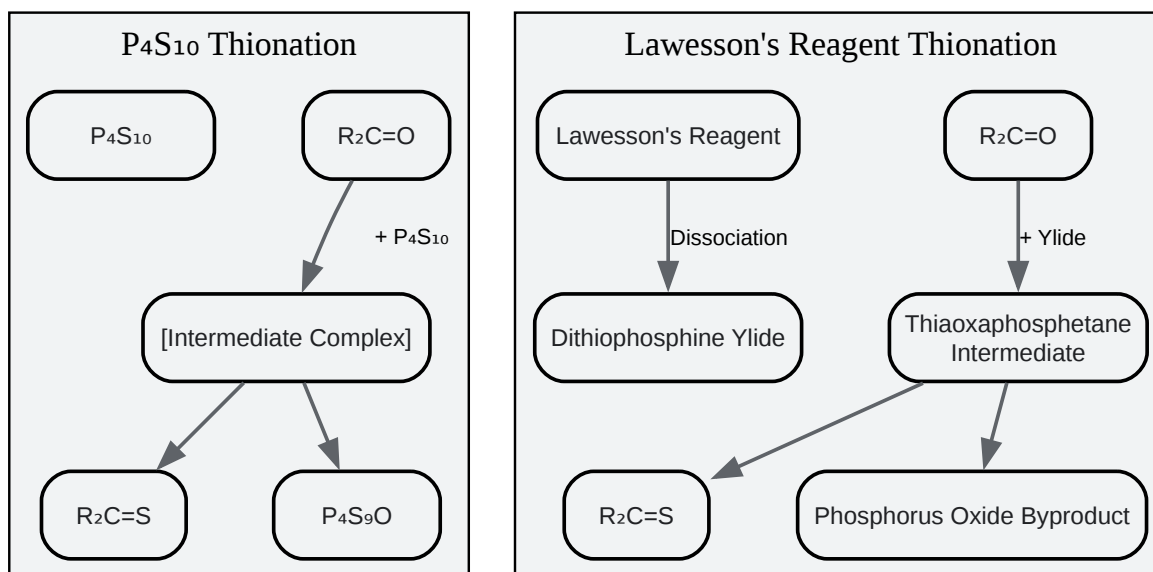 P₄S₁₀ Thionation
P₄S₁₀
R₂C=O
+ P₄S₁₀
[Intermediate Complex]
R₂C=S
P₄S₉O
Lawesson's Reagent Thionation
Lawesson's Reagent
R₂C=O
Dissociation
+ Ylide
Dithiophosphine Ylide
Thiaoxaphosphetane
Intermediate
R₂C=S
Phosphorus Oxide Byproduct